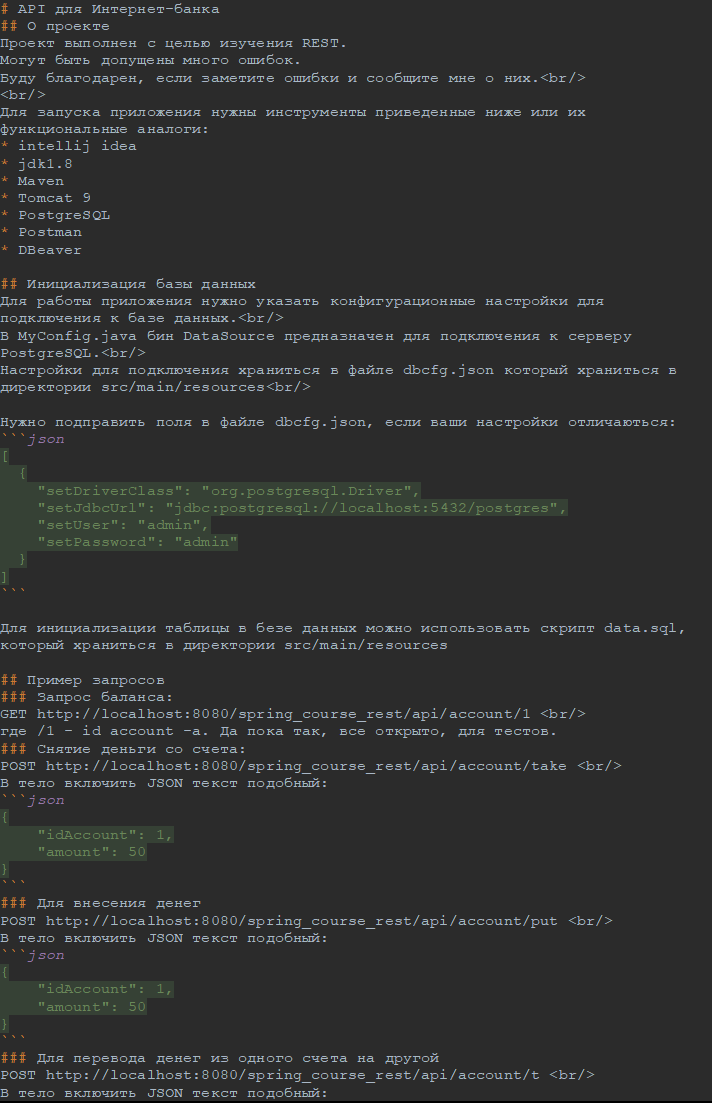 # API для Интернет-банка
## О проекте
Проект выполнен с целью изучения REST.
Могут быть допущены много ошибок.
Буду благодарен, если заметите ошибки и сообщите мне о них.<br/>
<br/>
Для запуска приложения нужны инструменты приведенные ниже или их
функциональные аналоги:
* intellij idea
* jdk1.8
* Maven
* Tomcat 9
* PostgreSQL
* Postman
* DBeaver

## Инициализация базы данных
Для работы приложения нужно указать конфигурационные настройки для
подключения к базе данных.<br/>
В MyConfig.java бин DataSource предназначен для подключения к серверу
PostgreSQL.<br/>
Настройки для подключения храниться в файле dbcfg.json который храниться в
директории src/main/resources<br/>

Нужно подправить поля в файле dbcfg.json, если ваши настройки отличаються:
```json
[
  {
    "setDriverClass": "org.postgresql.Driver",
    "setJdbcUrl": "jdbc:postgresql://localhost:5432/postgres",
    "setUser": "admin",
    "setPassword": "admin"
  }
]
```

Для инициализации таблицы в безе данных можно использовать скрипт data.sql,
который храниться в директории src/main/resources

## Пример запросов
### Запрос баланса:
GET http://localhost:8080/spring_course_rest/api/account/1 <br/>
где /1 - id account -а. Да пока так, все открыто, для тестов.
### Снятие деньги со счета:
POST http://localhost:8080/spring_course_rest/api/account/take <br/>
В тело включить JSON текст подобный:
```json
{
    "idAccount": 1,
    "amount": 50
}
```
### Для внесения денег
POST http://localhost:8080/spring_course_rest/api/account/put <br/>
В тело включить JSON текст подобный:
```json
{
    "idAccount": 1,
    "amount": 50
}
```
### Для перевода денег из одного счета на другой
POST http://localhost:8080/spring_course_rest/api/account/t <br/>
В тело включить JSON текст подобный: